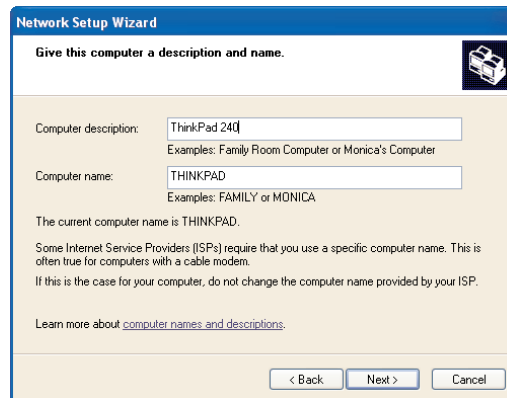 Network Setup Wizard
Give this computer a description and name.
Computer description:
ThinkPad 240
Examples: Family Room Computer or Monica's Computer
Computer name:
THINKPAD
Examples: FAMILY or MONICA
The current computer name is THINKPAD.
Some Internet Service Providers (ISPs) require that you use a specific computer name. This is
often true for computers with a cable modem.
If this is the case for your computer, do not change the computer name provided by your ISP.
Learn more about computer names and descriptions.
< Back
Next >
Cancel